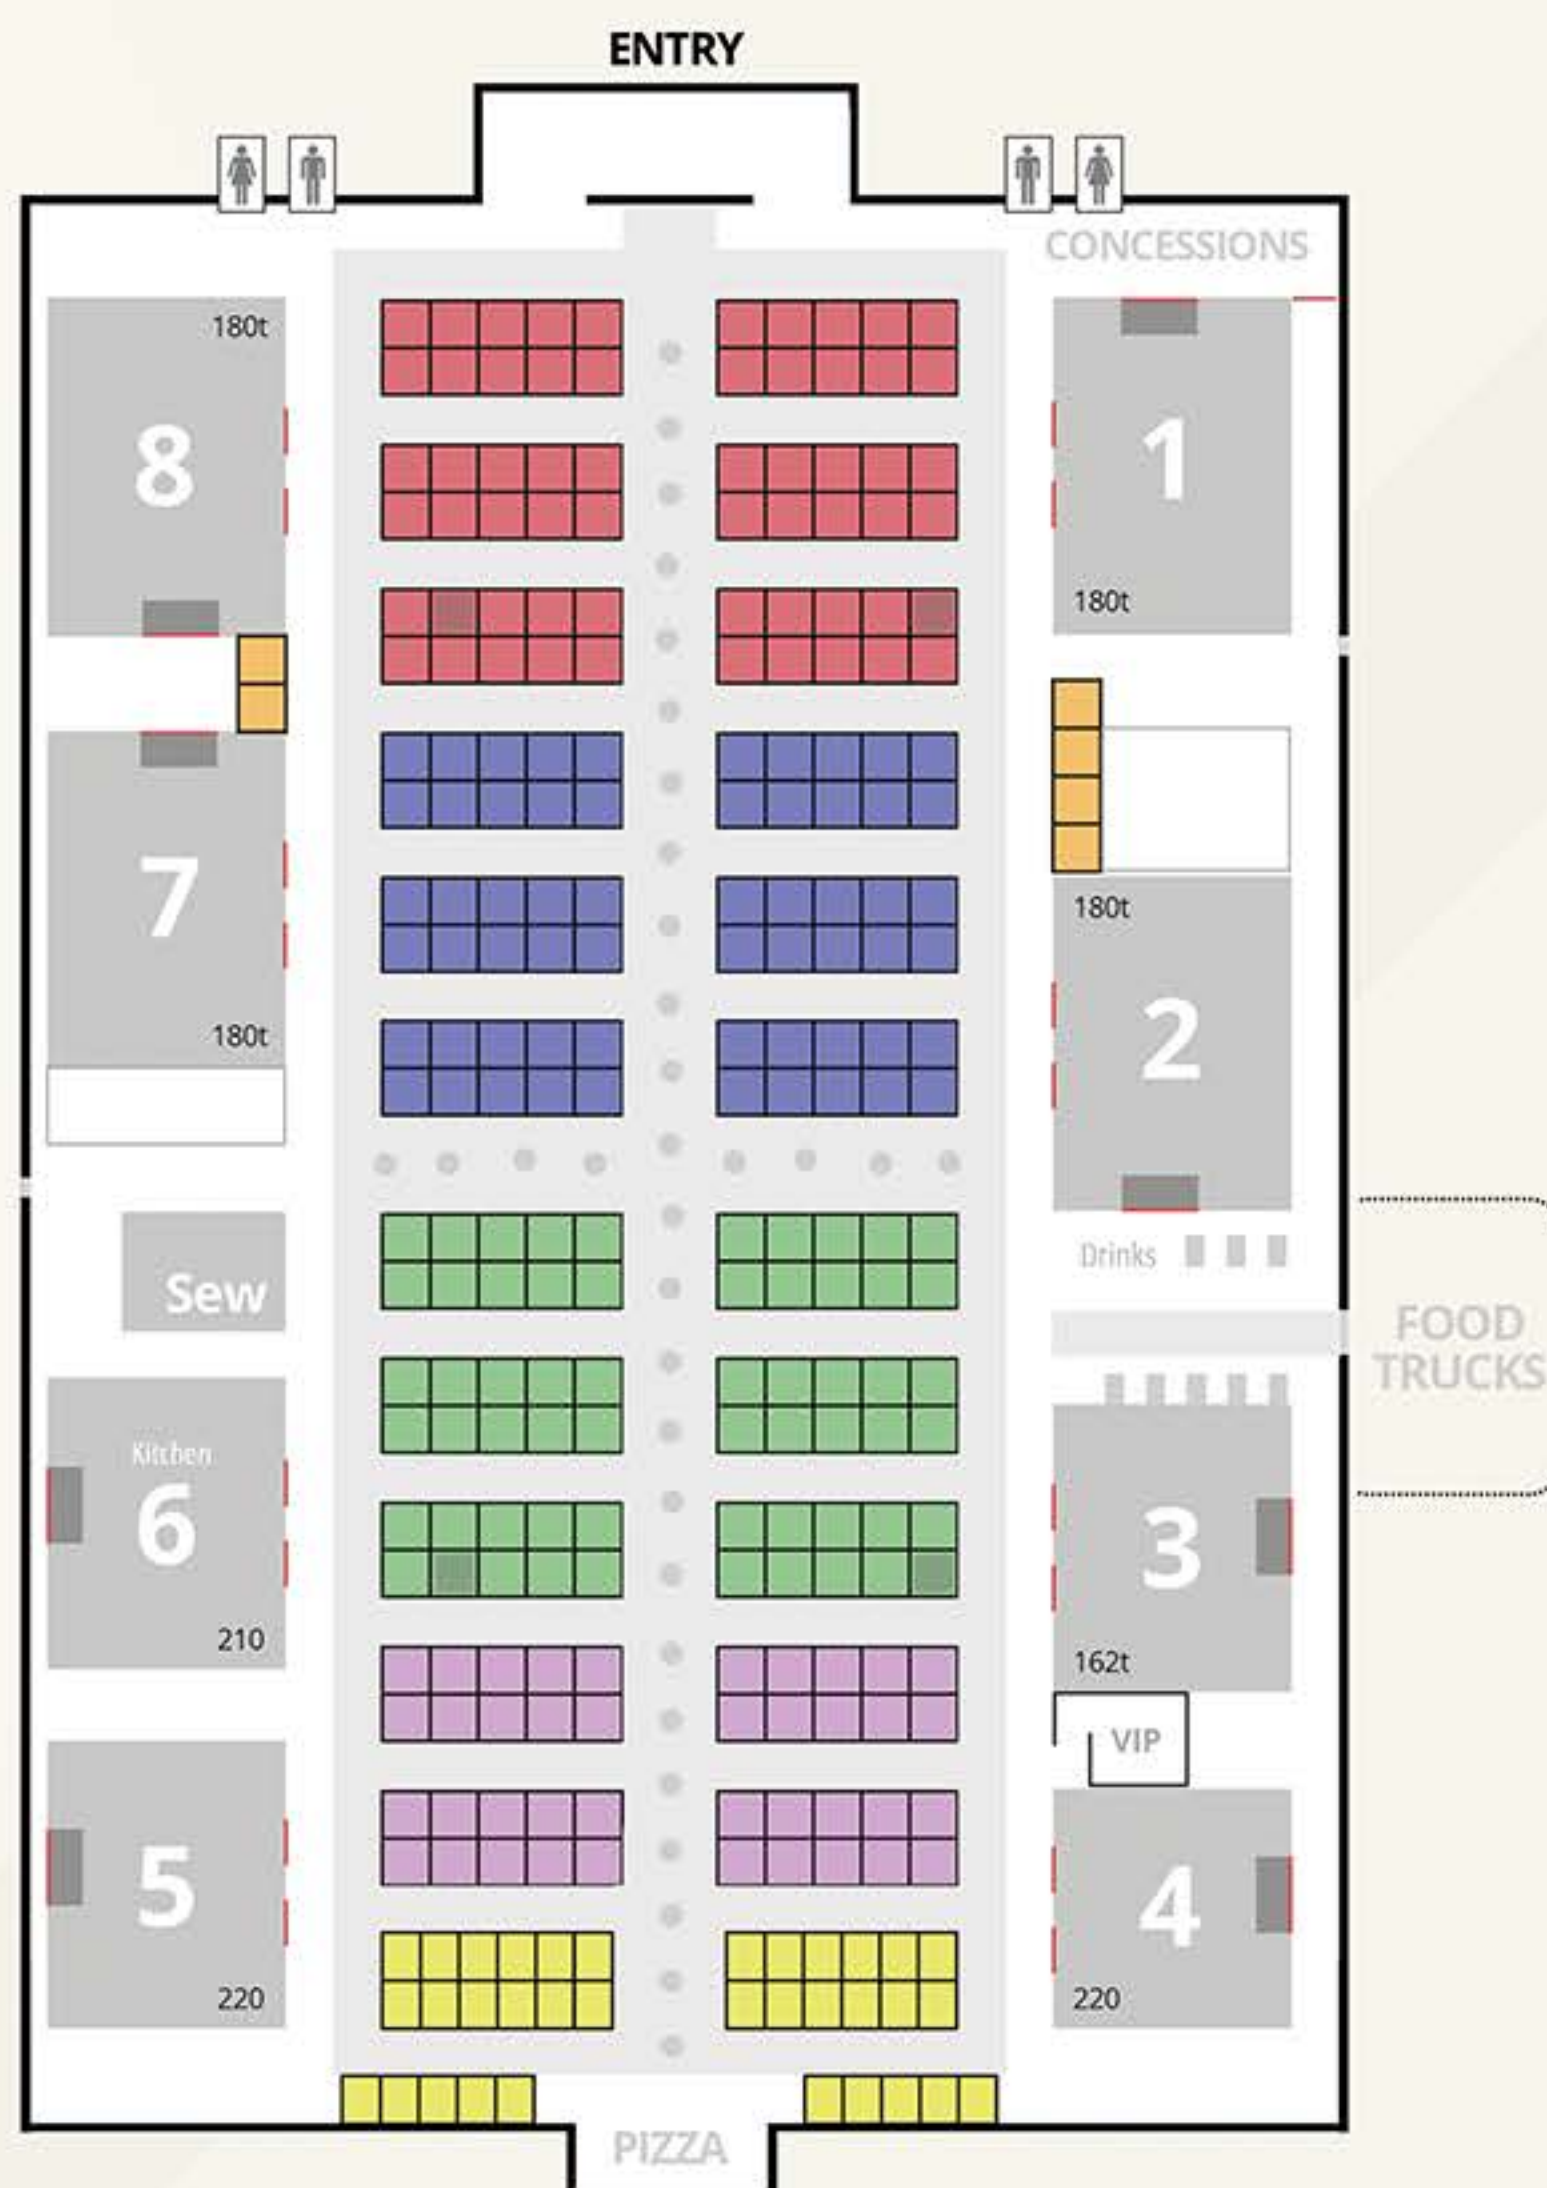 ENTRY
CONCESSIONS
180t
8
1
180t
7
180t
180t
2
Drinks
Sew
FOOD
TRUCKS
Kitchen
6
210
3
162t
VIP
5
220
4
220
PIZZA